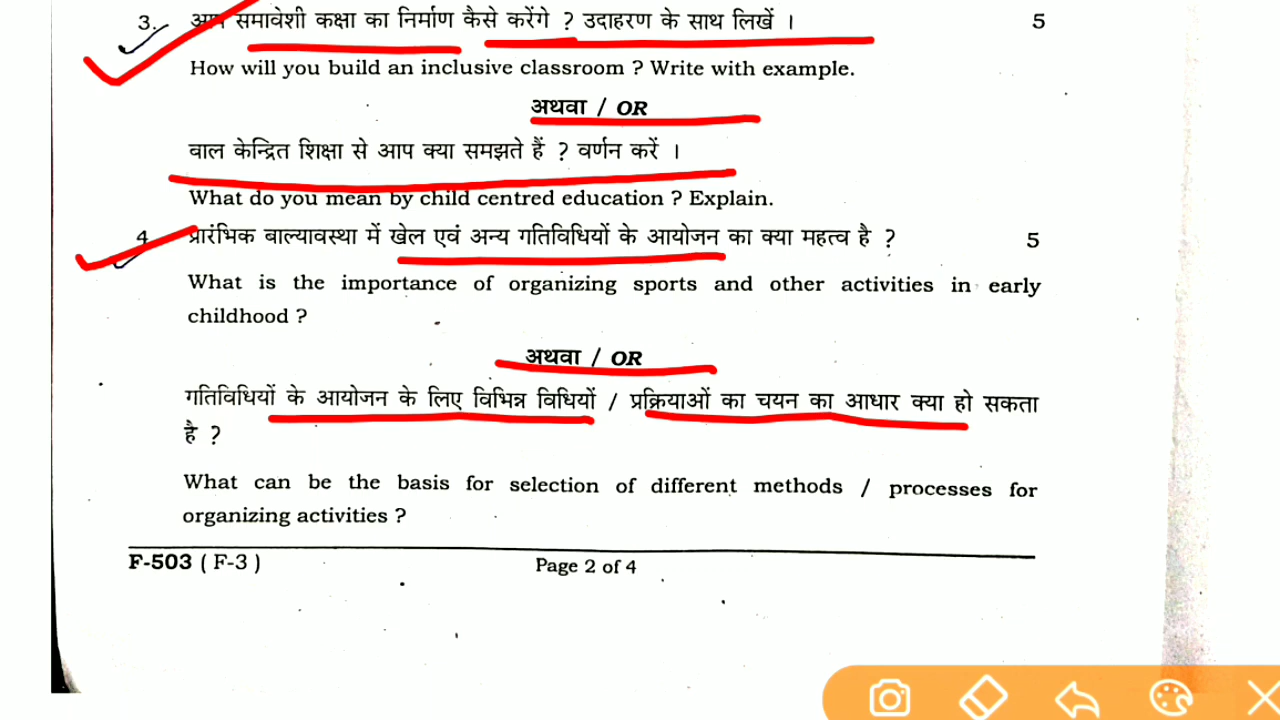 3. आप समावेशी कक्षा का निर्माण कैसे करेंगे ? उदाहरण के साथ लिखें । 5
How will you build an inclusive classroom ? Write with example.
अथवा / OR
बाल केन्द्रित शिक्षा से आप क्या समझते हैं ? वर्णन करें ।
What do you mean by child centred education ? Explain.
4. प्रारंभिक बाल्यावस्था में खेल एवं अन्य गतिविधियों के आयोजन का क्या महत्व है ? 5
What is the importance of organizing sports and other activities in early
childhood ?
अथवा / OR
गतिविधियों के आयोजन के लिए विभिन्न विधियों / प्रक्रियाओं का चयन का आधार क्या हो सकता
है ?
What can be the basis for selection of different methods / processes for
organizing activities ?
F-503 ( F-3 ) Page 2 of 4